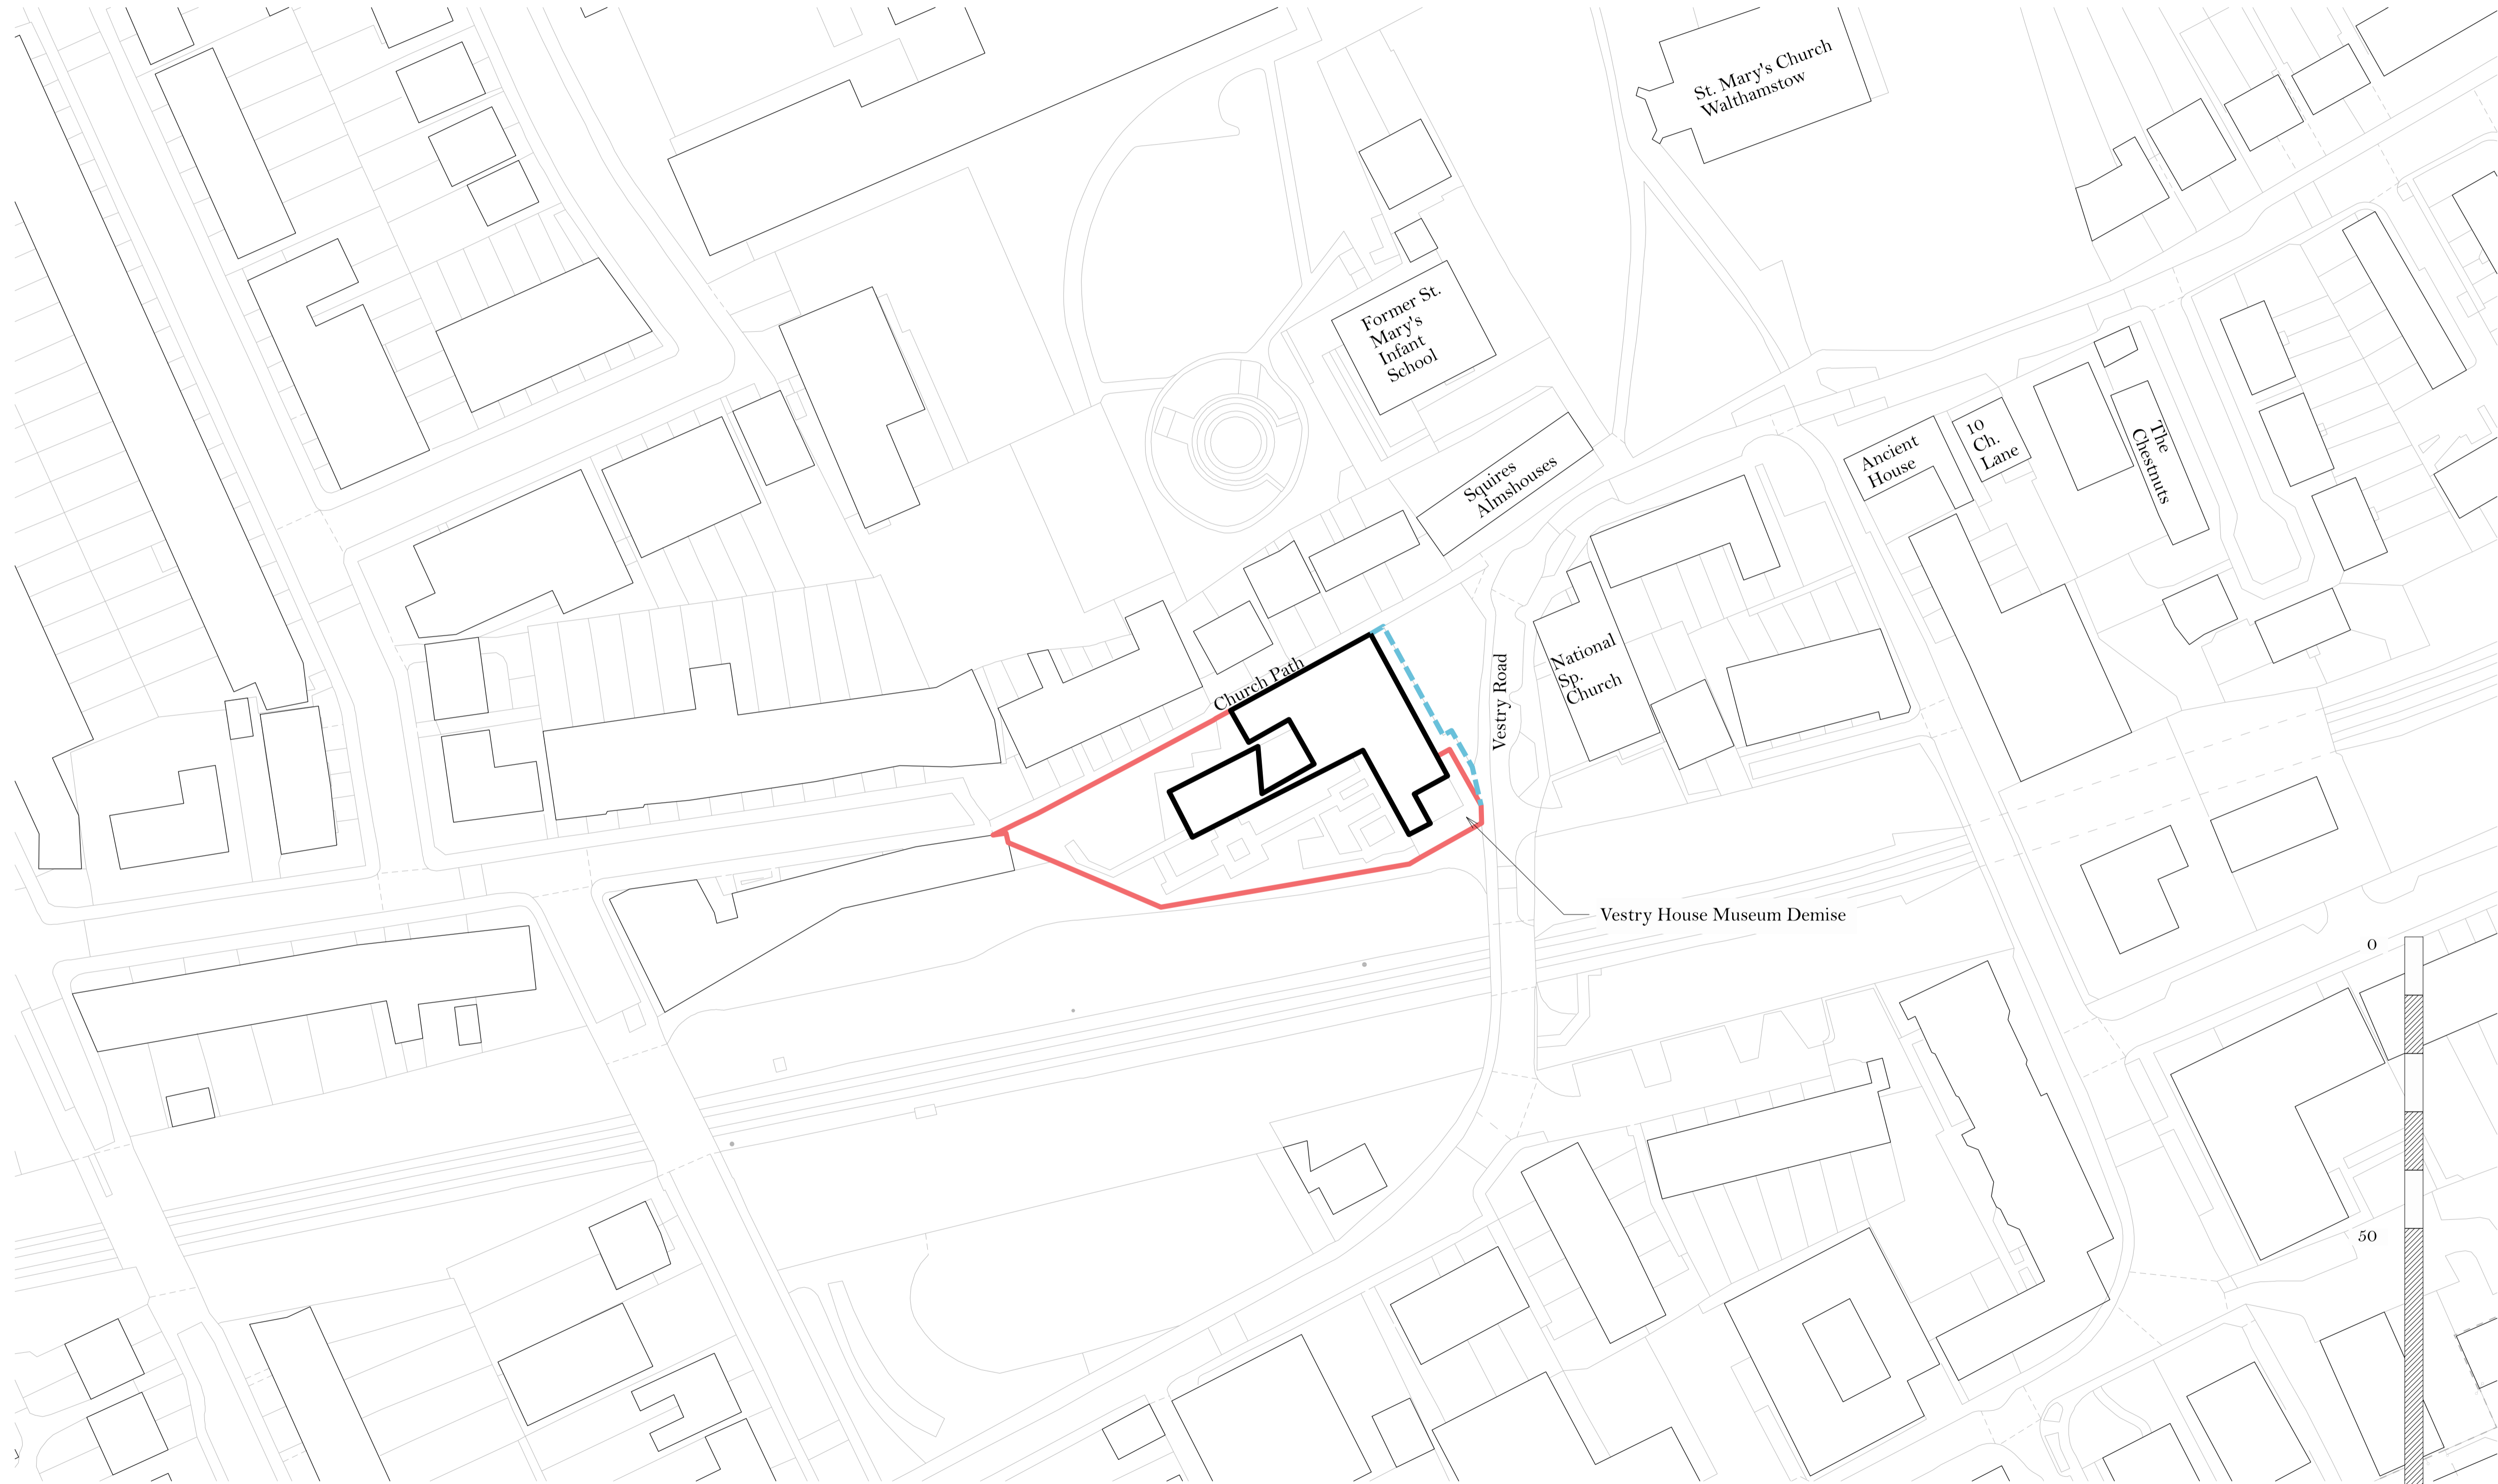 St. Mary's Church
Walthamstow
Former St.
Mary's
Infant
School
Squires
Almshouses
Ancient
House
10
Ch.
Lane
The
Chestnuts
Church Path
Vestry Road
National
Sp.
Church
Vestry House Museum Demise
0
50